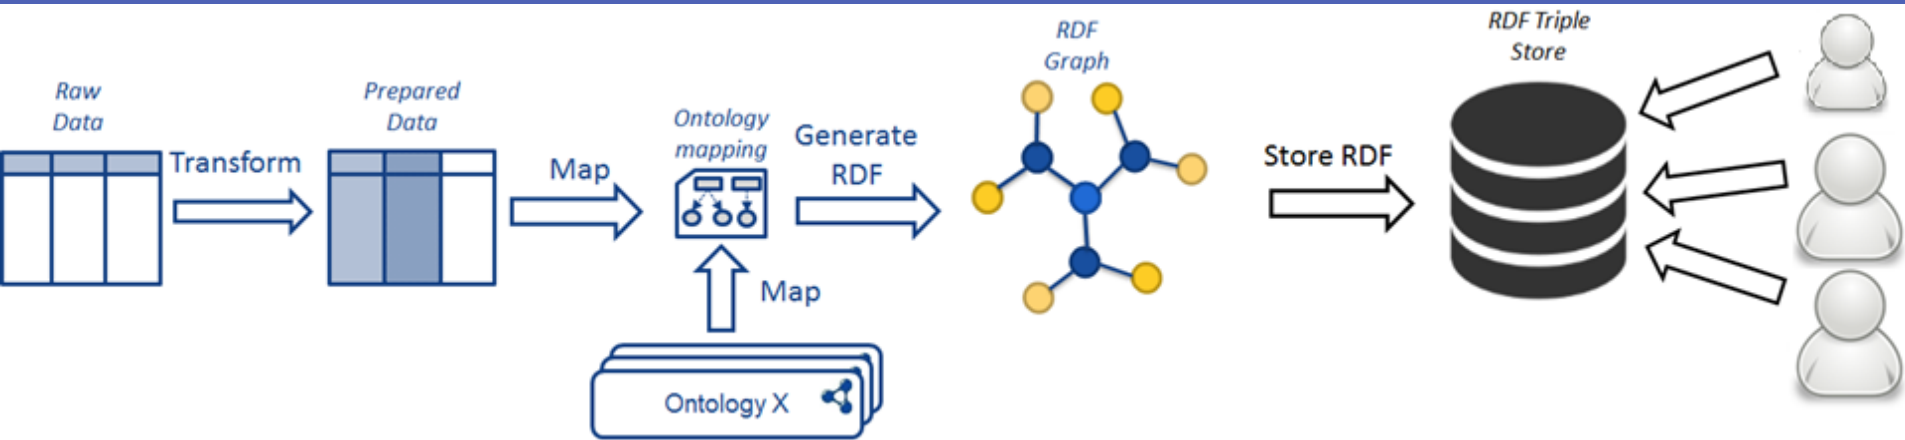 Raw
Data
Transform
Prepared
Data
Map
Ontology
mapping
Map
Ontology X
Generate
RDF
RDF
Graph
Store RDF
RDF Triple
Store